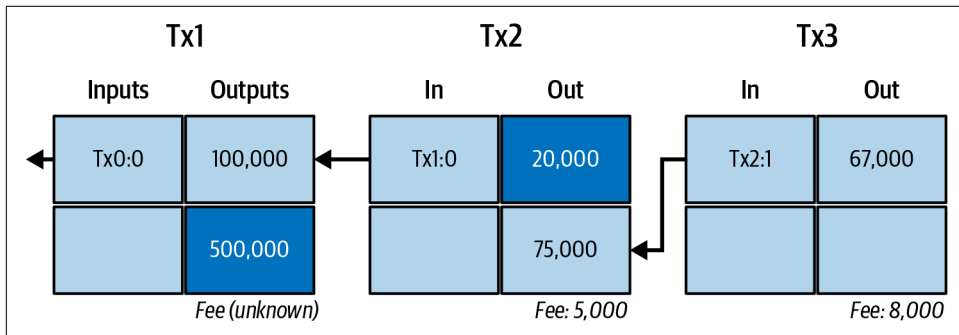 Tx1 Tx2 Tx3
Inputs Outputs In Out In Out
Tx0:0 100,000 Tx1:0 20,000 Tx2:1 67,000
500,000 75,000
Fee (unknown) Fee: 5,000 Fee: 8,000